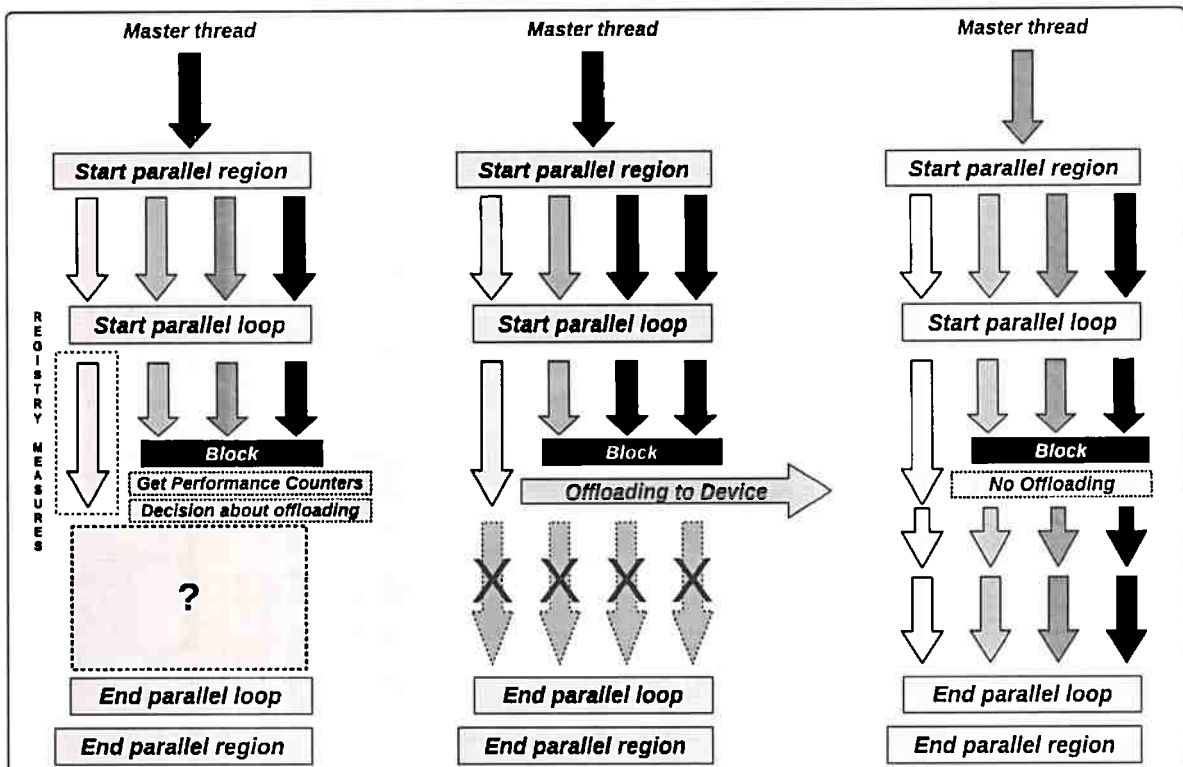 Master thread
Start parallel region
Start parallel loop
REGISTRY MEASURES
Block
Get Performance Counters
Decision about offloading
?
End parallel loop
End parallel region
Master thread
Start parallel region
Start parallel loop
Block
Offloading to Device
X X X X
End parallel loop
End parallel region
Master thread
Start parallel region
Start parallel loop
Block
No Offloading
End parallel loop
End parallel region